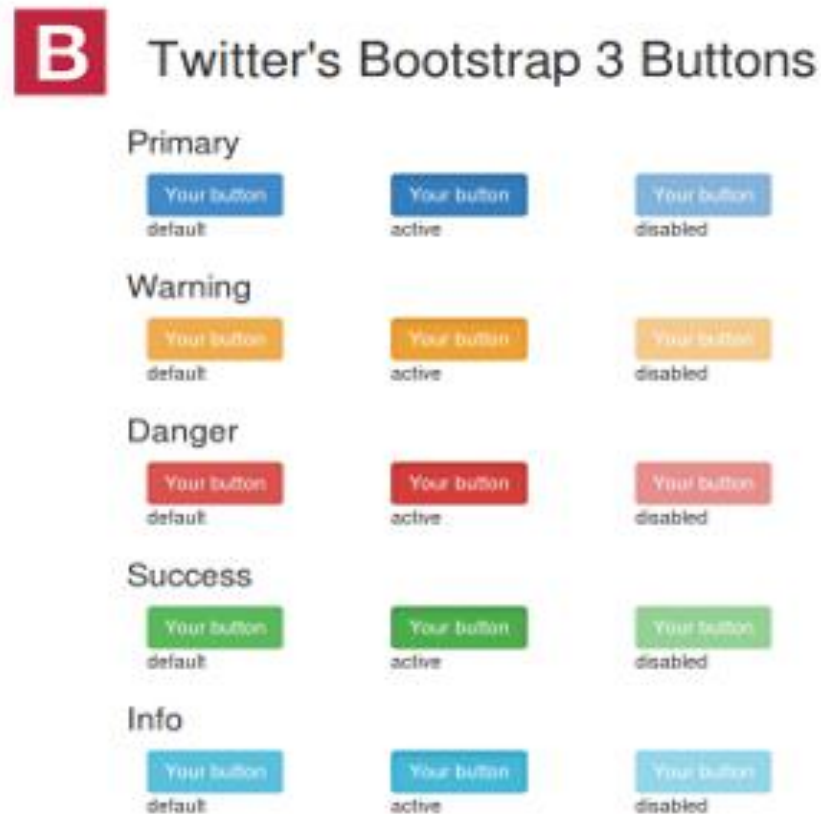 B Twitter's Bootstrap 3 Buttons
Primary
Your button Your button Your button
default active disabled
Warning
Your button Your button Your button
default active disabled
Danger
Your button Your button Your button
default active disabled
Success
Your button Your button Your button
default active disabled
Info
Your button Your button Your button
default active disabled